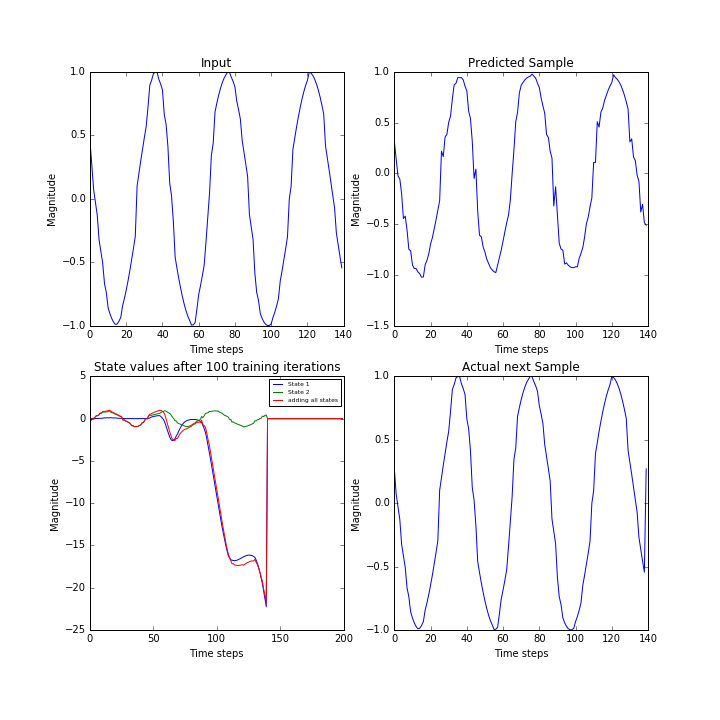 Input
1.0
0.5
0.0
−0.5
−1.0
Magnitude
0 20 40 60 80 100 120 140
Time steps
Predicted Sample
1.0
0.5
0.0
−0.5
−1.0
−1.5
Magnitude
0 20 40 60 80 100 120 140
Time steps
State values after 100 training iterations
5
0
−5
−10
−15
−20
−25
Magnitude
State 1
State 2
adding all states
0 50 100 150 200
Time steps
Actual next Sample
1.0
0.5
0.0
−0.5
−1.0
Magnitude
0 20 40 60 80 100 120 140
Time steps